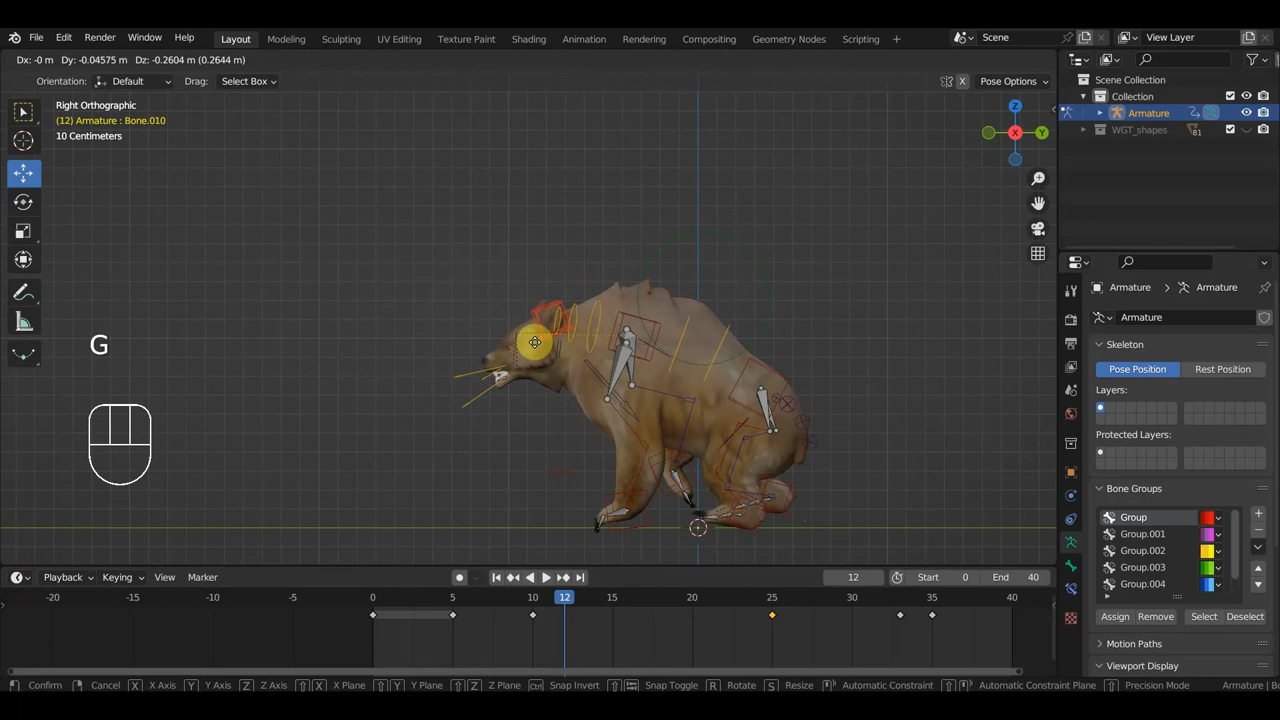 File Edit Render Window Help Layout Modeling Sculpting UV Editing Texture Paint Shading Animation Rendering Compositing Geometry Nodes Scripting + Scene View Layer
Dx: -0 m Dy: -0.04575 m Dz: -0.2604 m (0.2644 m)
Orientation: Default Drag: Select Box X Pose Options
Scene Collection
Collection
Armature
WGT_shapes 81
Right Orthographic
(12) Armature : Bone.010
10 Centimeters
Z
Y
X
G
Armature > Armature
Armature
Skeleton
Pose Position Rest Position
Layers:
Protected Layers:
Bone Groups
Group
Group.001
Group.002
Group.003
Group.004
Assign Remove Select Deselect
Motion Paths
Viewport Display
Playback Keying View Marker 12 Start 0 End 40
-20 -15 -10 -5 0 5 10 12 15 20 25 30 35 40
Confirm Cancel X X Axis Y Y Axis Z Z Axis X X Plane Y Y Plane Z Z Plane Ctrl Snap Invert Snap Toggle R Rotate S Resize Automatic Constraint Automatic Constraint Plane Precision Mode Armature | Bo